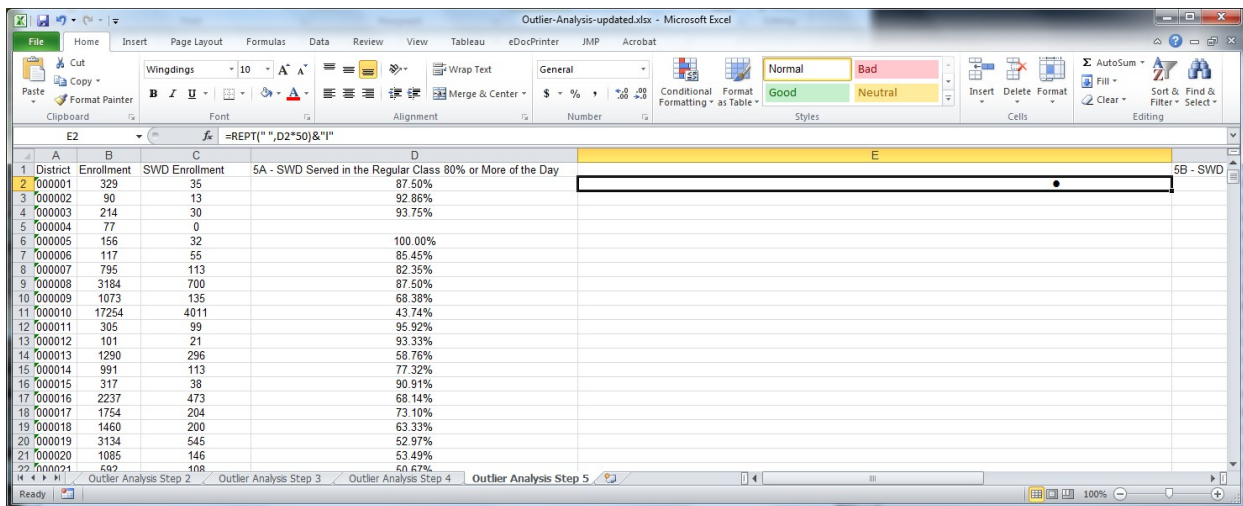 Outlier-Analysis-updated.xlsx - Microsoft Excel
File Home Insert Page Layout Formulas Data Review View Tableau eDocPrinter JMP Acrobat
Cut
Copy
Format Painter
Paste
Clipboard
Wingdings 10
B I U
Font
Wrap Text
Merge & Center
Alignment
General
$ % ,
Number
Conditional Formatting
Format as Table
Normal Bad
Good Neutral
Styles
Insert Delete Format
Cells
AutoSum
Fill
Clear
Sort & Filter
Find & Select
Editing
E2 fx =REPT(" ",D2*50)&"l"
A B C D E
1 District Enrollment SWD Enrollment 5A - SWD Served in the Regular Class 80% or More of the Day 5B - SWD
2 000001 329 35 87.50% ●
3 000002 90 13 92.86%
4 000003 214 30 93.75%
5 000004 77 0
6 000005 156 32 100.00%
7 000006 117 55 85.45%
8 000007 795 113 82.35%
9 000008 3184 700 87.50%
10 000009 1073 135 68.38%
11 000010 17254 4011 43.74%
12 000011 305 99 95.92%
13 000012 101 21 93.33%
14 000013 1290 296 58.76%
15 000014 991 113 77.32%
16 000015 317 38 90.91%
17 000016 2237 473 68.14%
18 000017 1754 204 73.10%
19 000018 1460 200 63.33%
20 000019 3134 545 52.97%
21 000020 1085 146 53.49%
22 000021 592 108 50.67%
Outlier Analysis Step 2 Outlier Analysis Step 3 Outlier Analysis Step 4 Outlier Analysis Step 5
Ready 100%